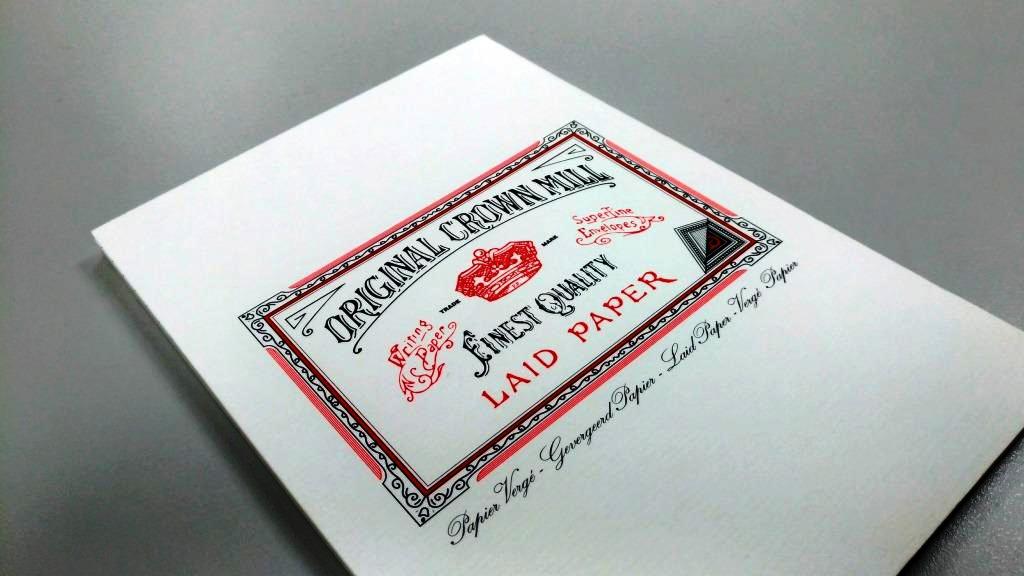 ORIGINAL CROWN MILL
TRADE MARK
Writing Paper
Superfine
Envelopes
FINEST QUALITY
LAID PAPER
Papier Vergé - Gevergeerd Papier - Laid Paper - Vergé Papier